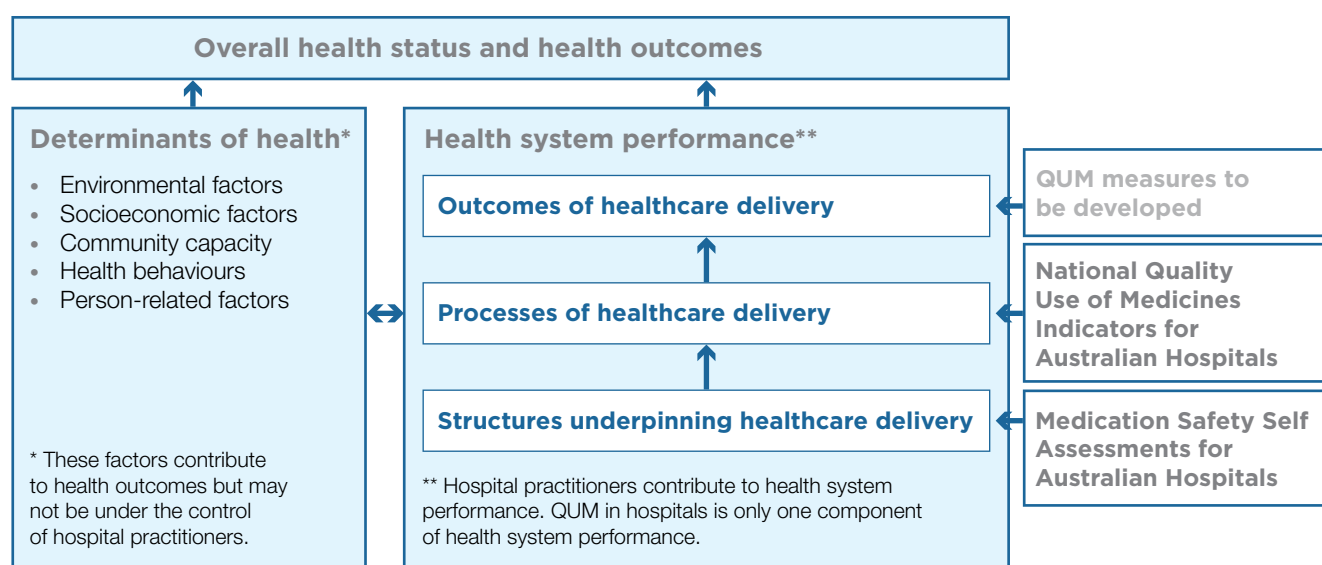 Overall health status and health outcomes
Determinants of health*
• Environmental factors
• Socioeconomic factors
• Community capacity
• Health behaviours
• Person-related factors
* These factors contribute
to health outcomes but may
not be under the control
of hospital practitioners.
Health system performance**
Outcomes of healthcare delivery
Processes of healthcare delivery
Structures underpinning healthcare delivery
** Hospital practitioners contribute to health system
performance. QUM in hospitals is only one component
of health system performance.
QUM measures to
be developed
National Quality
Use of Medicines
Indicators for
Australian Hospitals
Medication Safety Self
Assessments for
Australian Hospitals